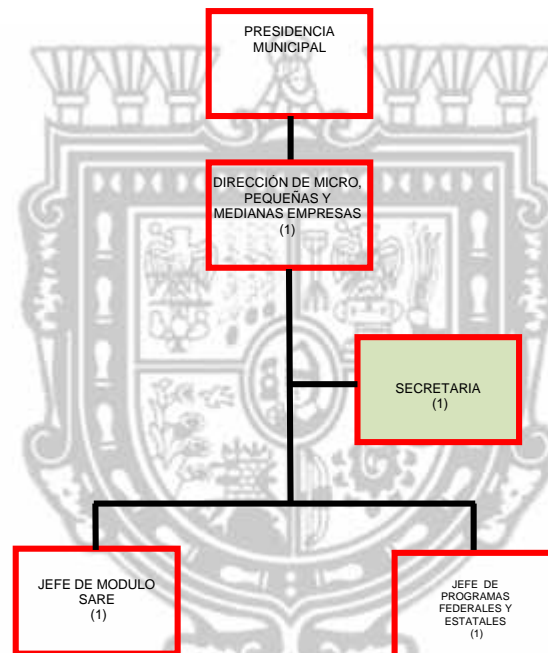 PRESIDENCIA
MUNICIPAL
DIRECCIÓN DE MICRO,
PEQUEÑAS Y
MEDIANAS EMPRESAS
(1)
SECRETARIA
(1)
JEFE DE MODULO
SARE
(1)
JEFE DE
PROGRAMAS
FEDERALES Y
ESTATALES
(1)